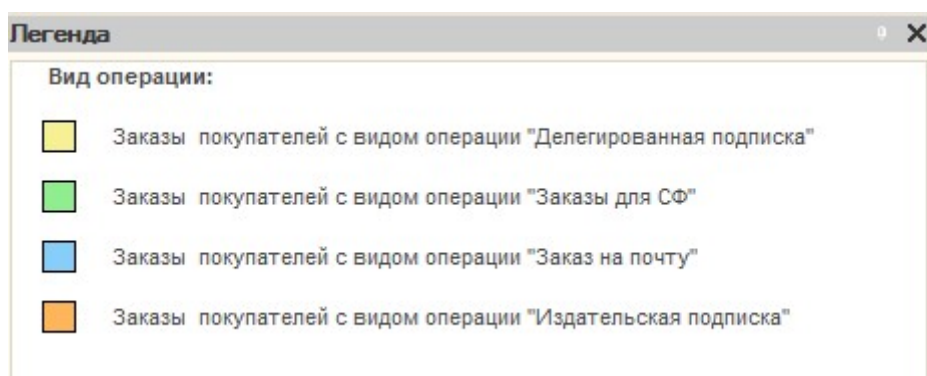 Легенда
Вид операции:
Заказы покупателей с видом операции "Делегированная подписка"
Заказы покупателей с видом операции "Заказы для СФ"
Заказы покупателей с видом операции "Заказ на почту"
Заказы покупателей с видом операции "Издательская подписка"